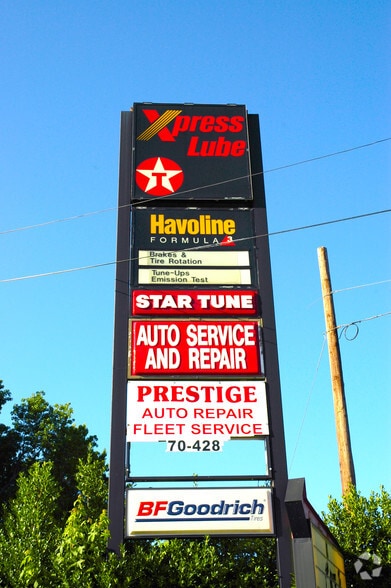 Xpress
Lube
T
Havoline
FORMULA 3
Brakes &
Tire Rotation
Tune-Ups
Emission Test
STAR TUNE
AUTO SERVICE
AND REPAIR
PRESTIGE
AUTO REPAIR
FLEET SERVICE
70-428
BFGoodrich
Tires